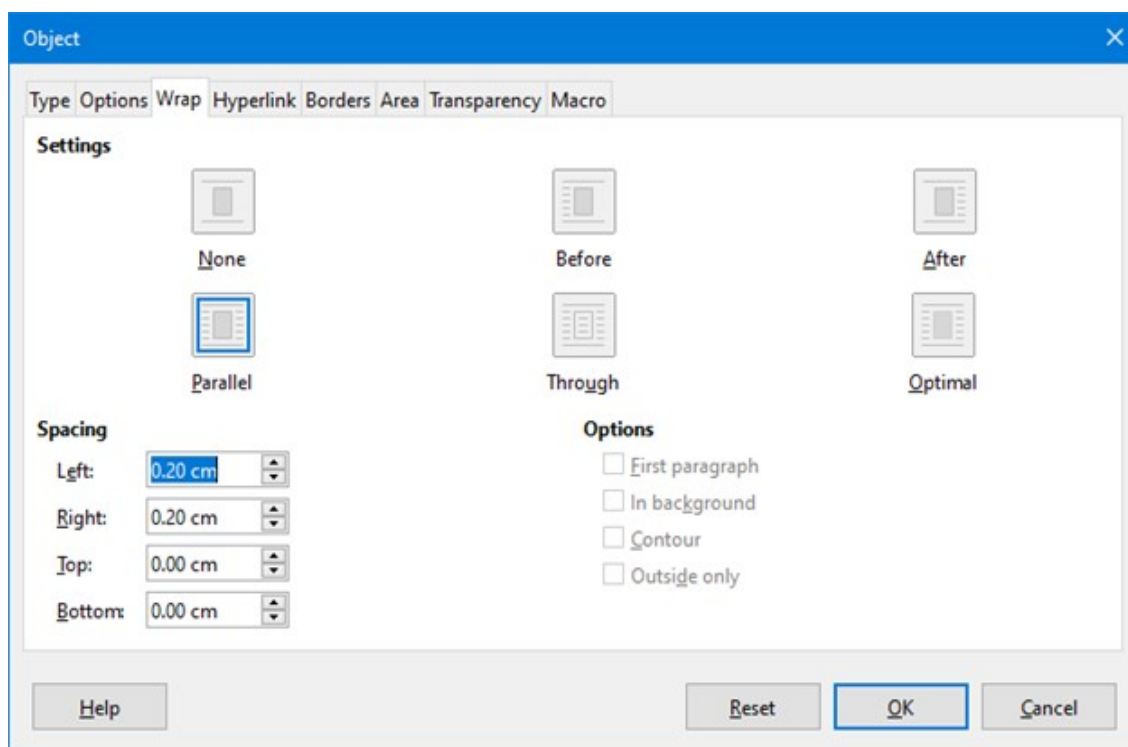 Object
Type Options Wrap Hyperlink Borders Area Transparency Macro
Settings
None Before After
Parallel Through Optimal
Spacing Options
Left: 0.20 cm First paragraph
Right: 0.20 cm In background
Top: 0.00 cm Contour
Bottom: 0.00 cm Outside only
Help Reset OK Cancel